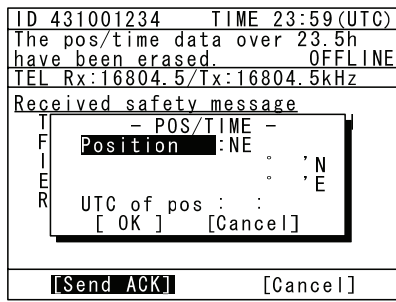 ID 431001234 TIME 23:59(UTC)
The pos/time data over 23.5h
have been erased. OFFLINE
TEL Rx:16804.5/Tx:16804.5kHz
Received safety message
T
— POS/TIME —
F
Position :NE
I
° ’N
E
° ’E
R
UTC of pos : :
[ OK ] [Cancel]
[Send ACK] [Cancel]